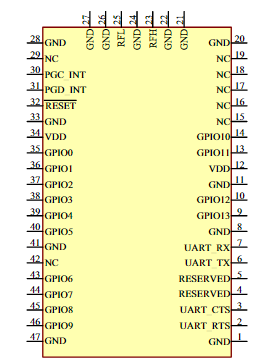 27 26 25 24 23 22 21
GND GND RFL GND RFH GND GND
28 GND GND 20
29 NC NC 19
30 PGC INT NC 18
31 PGD INT NC 17
32 RESET NC 16
33 GND NC 15
34 VDD GPIO10 14
35 GPIO0 GPIO11 13
36 GPIO1 VDD 12
37 GPIO2 GND 11
38 GPIO3 GPIO12 10
39 GPIO4 GPIO13 9
40 GPIO5 GND 8
41 GND UART RX 7
42 NC UART TX 6
43 GPIO6 RESERVED 5
44 GPIO7 RESERVED 4
45 GPIO8 UART CTS 3
46 GPIO9 UART RTS 2
47 GND GND 1